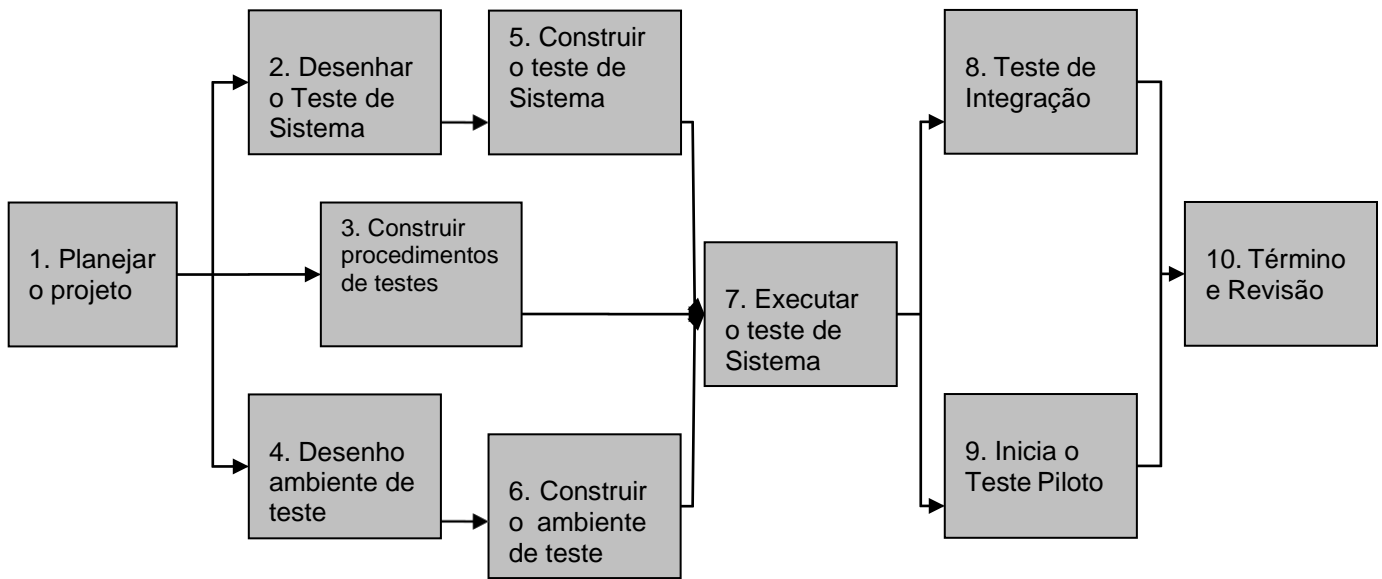 1. Planejar
o projeto
2. Desenhar
o Teste de
Sistema
3. Construir
procedimentos
de testes
4. Desenho
ambiente de
teste
5. Construir
o teste de
Sistema
6. Construir
o ambiente
de teste
7. Executar
o teste de
Sistema
8. Teste de
Integração
9. Inicia o
Teste Piloto
10. Término
e Revisão